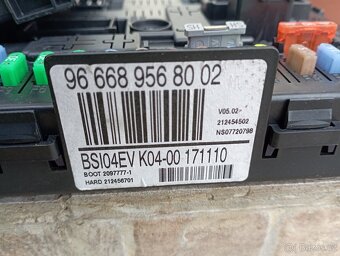 96 668 956 80 02
V05.02
212454502
NS07720798
BSI04EV K04-00 171110
BOOT 2097777-1
HARD 212456701